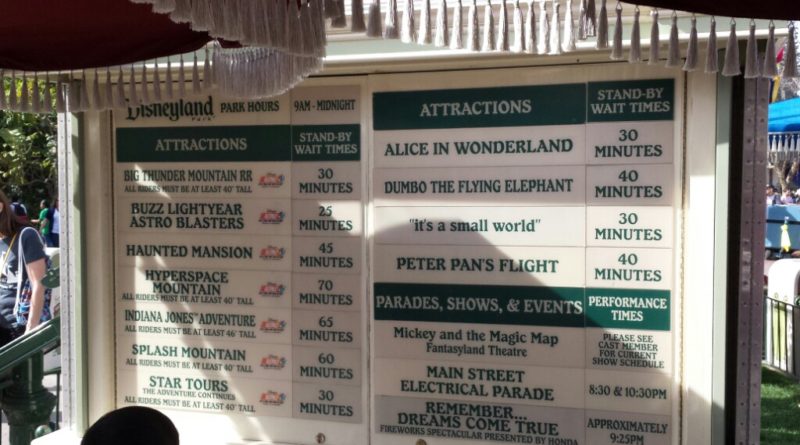 Disneyland PARK HOURS 9AM - MIDNIGHT
PARK
ATTRACTIONS STAND-BY WAIT TIMES
BIG THUNDER MOUNTAIN RR 30 MINUTES
ALL RIDERS MUST BE AT LEAST 40" TALL
BUZZ LIGHTYEAR ASTRO BLASTERS 25 MINUTES
HAUNTED MANSION 45 MINUTES
HYPERSPACE MOUNTAIN 70 MINUTES
ALL RIDERS MUST BE AT LEAST 40" TALL
INDIANA JONES™ ADVENTURE 65 MINUTES
ALL RIDERS MUST BE AT LEAST 46" TALL
SPLASH MOUNTAIN 60 MINUTES
ALL RIDERS MUST BE AT LEAST 40" TALL
STAR TOURS 30 MINUTES
THE ADVENTURE CONTINUES
ALL RIDERS MUST BE AT LEAST 40" TALL
ATTRACTIONS STAND-BY WAIT TIMES
ALICE IN WONDERLAND 30 MINUTES
DUMBO THE FLYING ELEPHANT 40 MINUTES
"it's a small world" 30 MINUTES
PETER PAN'S FLIGHT 40 MINUTES
PARADES, SHOWS, & EVENTS PERFORMANCE TIMES
Mickey and the Magic Map
Fantasyland Theatre
PLEASE SEE
CAST MEMBER
FOR CURRENT
SHOW SCHEDULE
MAIN STREET
ELECTRICAL PARADE 8:30 & 10:30PM
REMEMBER...
DREAMS COME TRUE
FIREWORKS SPECTACULAR PRESENTED BY HONDA
APPROXIMATELY
9:25PM